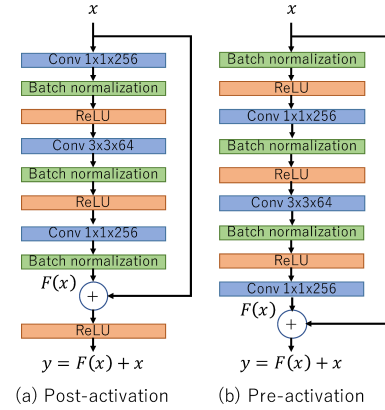 x
Conv 1x1x256
Batch normalization
ReLU
Conv 3x3x64
Batch normalization
ReLU
Conv 1x1x256
Batch normalization
F(x)
+
ReLU
y = F(x) + x
(a) Post-activation
x
Batch normalization
ReLU
Conv 1x1x256
Batch normalization
ReLU
Conv 3x3x64
Batch normalization
ReLU
Conv 1x1x256
F(x)
+
y = F(x) + x
(b) Pre-activation